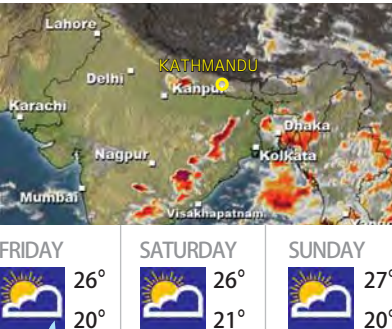 Lahore
KATHMANDU
Delhi
Kanpur
Karachi
Dhaka
Nagpur
Kolkata
Mumbai
Visakhapatnam
FRIDAY SATURDAY SUNDAY
26° 26° 27°
20° 21° 20°